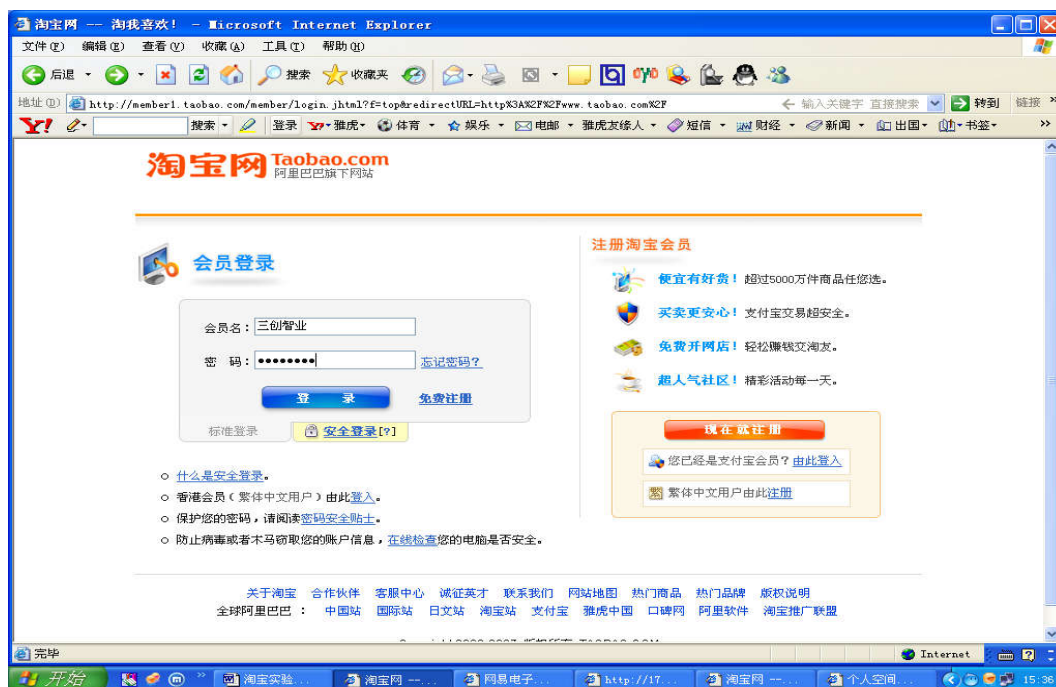 淘宝网 -- 淘我喜欢! - Microsoft Internet Explorer
文件(F) 编辑(E) 查看(V) 收藏(A) 工具(T) 帮助(H)
后退 搜索 收藏夹
地址(D) http://member1.taobao.com/member/login.jhtml?f=top&redirectURL=http%3A%2F%2Fwww.taobao.com%2F 输入关键字 直接搜索 转到 链接 »
Y! 搜索 登录 雅虎 体育 娱乐 电邮 雅虎友缘人 短信 财经 新闻 出国 书签 »
淘宝网 Taobao.com
阿里巴巴旗下网站
会员登录
会员名: 三创智业
密 码: ●●●●●●●● 忘记密码?
登 录 免费注册
标准登录 安全登录[?]
什么是安全登录。
香港会员(繁体中文用户)由此登入。
保护您的密码,请阅读密码安全贴士。
防止病毒或者木马窃取您的账户信息,在线检查您的电脑是否安全。
注册淘宝会员
便宜有好货! 超过5000万件商品任您选。
买卖更安心! 支付宝交易超安全。
免费开网店! 轻松赚钱交淘友。
超人气社区! 精彩活动每一天。
现在就注册
您已经是支付宝会员?由此登入
繁 繁体中文用户由此注册
关于淘宝 合作伙伴 客服中心 诚征英才 联系我们 网站地图 热门商品 热门品牌 版权说明
全球阿里巴巴: 中国站 国际站 日文站 淘宝站 支付宝 雅虎中国 口碑网 阿里软件 淘宝推广联盟
完毕 Internet
开始 » 淘宝实验... 淘宝网 --... 网易电子... http://17... 淘宝网 --... 个人空间... 15:36